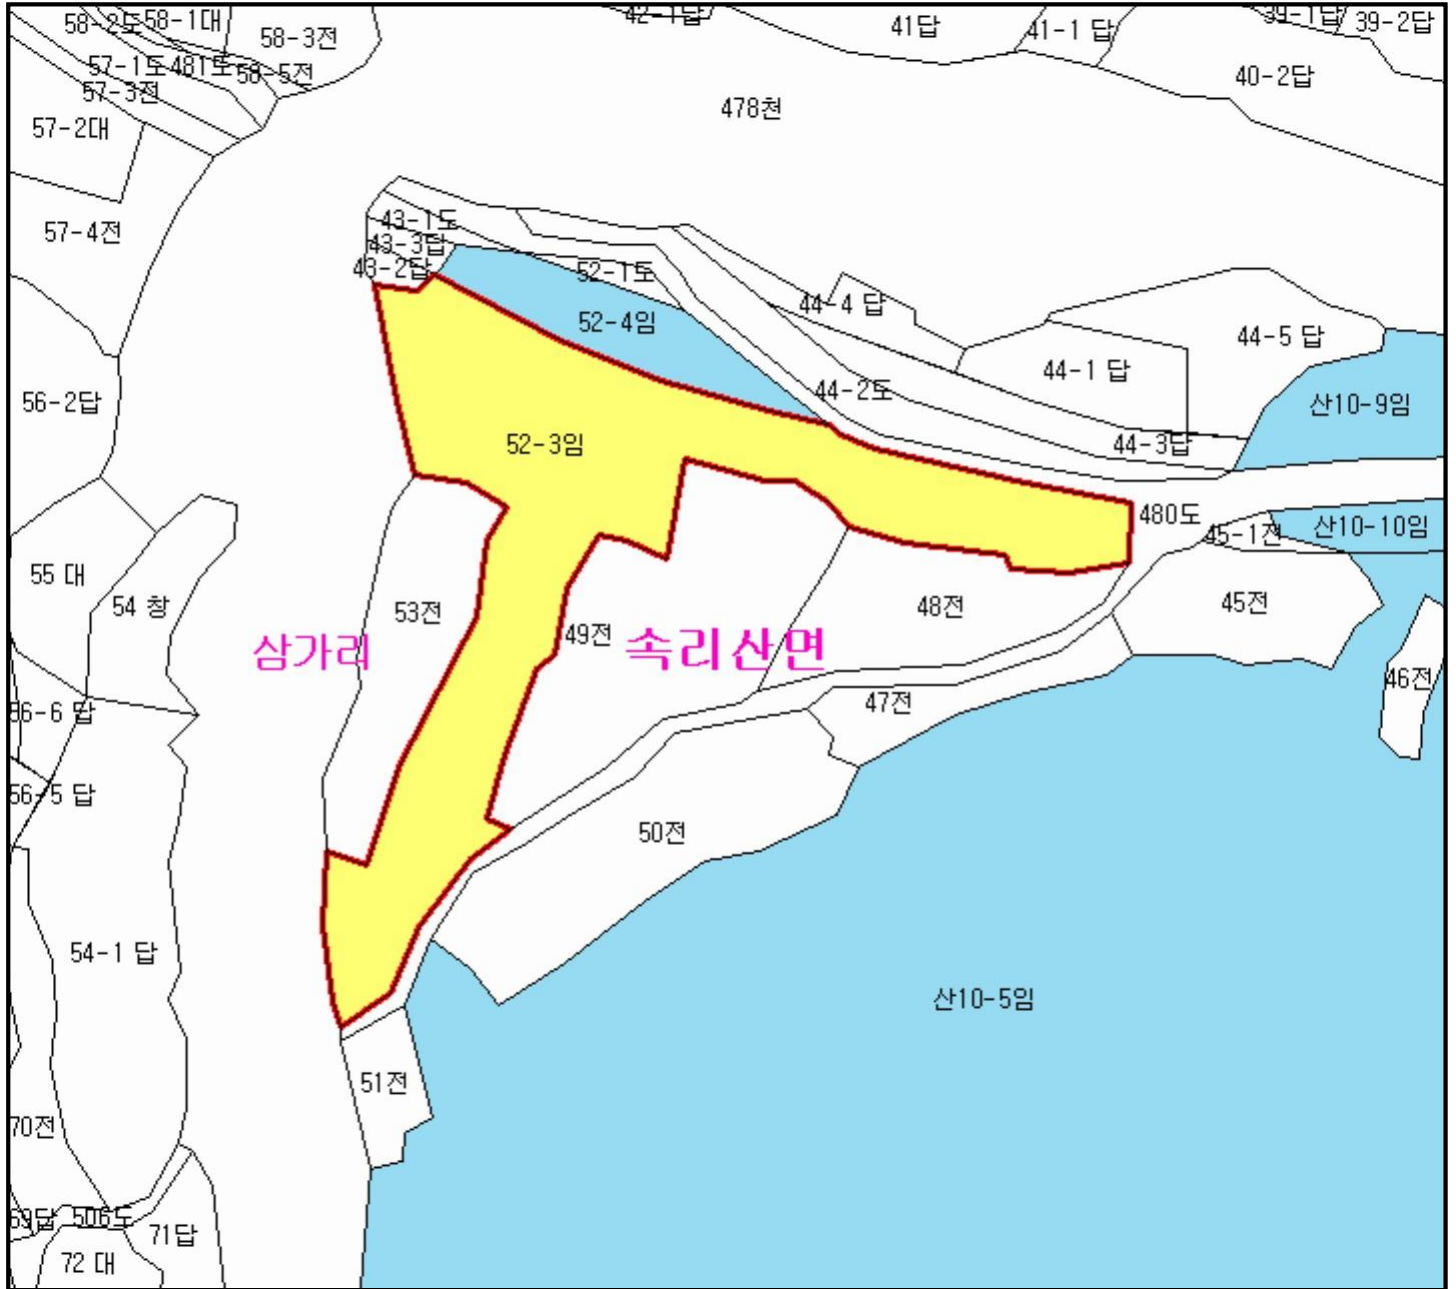 42-1답
58-2도
58-1대
41답
41-1 답
39-1답
39-2답
58-3전
57-1도
481도
58-5전
40-2답
57-3전
478천
57-2대
43-1도
57-4전
43-3답
43-2답
52-1도
44-4 답
52-4임
44-5 답
44-1 답
44-2도
56-2답
산10-9임
52-3임
44-3답
480도
산10-10임
45-1전
55 대
54 창
53전
48전
45전
49전
삼가리
속리산면
46전
47전
56-6 답
56-5 답
50전
54-1 답
산10-5임
51전
70전
69답
506도
71답
72 대